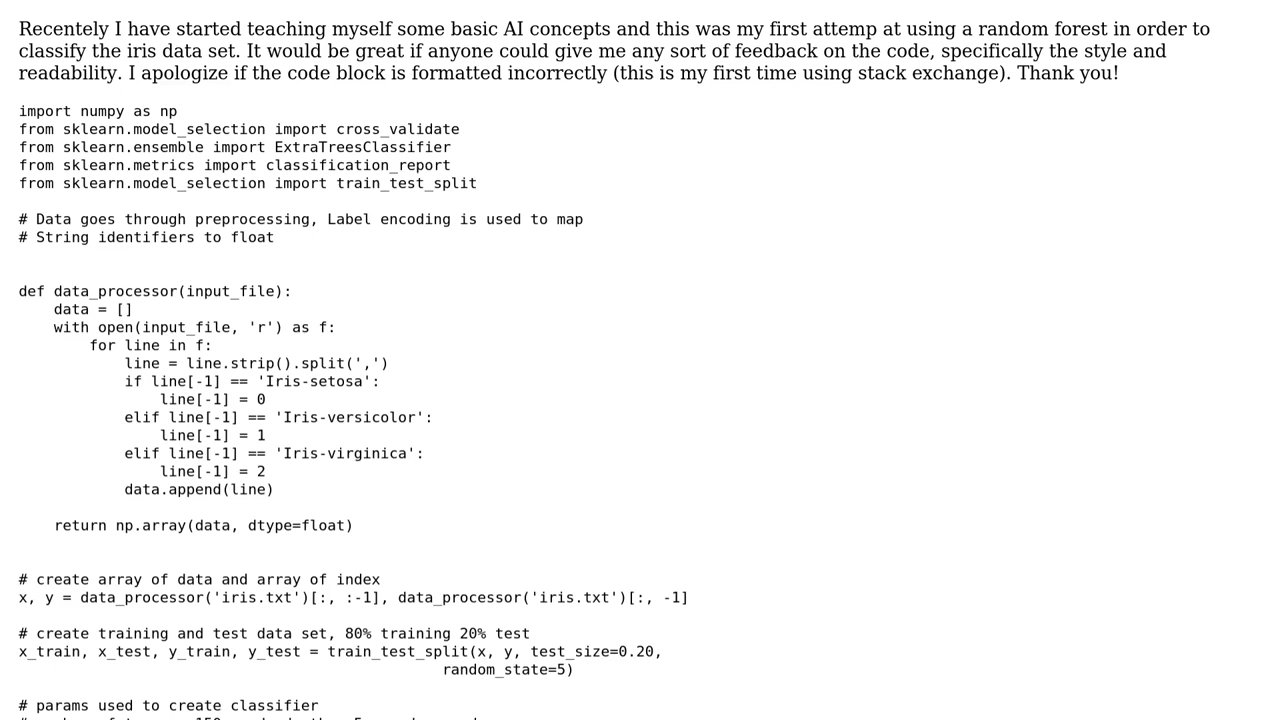 Recentely I have started teaching myself some basic AI concepts and this was my first attemp at using a random forest in order to
classify the iris data set. It would be great if anyone could give me any sort of feedback on the code, specifically the style and
readability. I apologize if the code block is formatted incorrectly (this is my first time using stack exchange). Thank you!
import numpy as np
from sklearn.model_selection import cross_validate
from sklearn.ensemble import ExtraTreesClassifier
from sklearn.metrics import classification_report
from sklearn.model_selection import train_test_split
# Data goes through preprocessing, Label encoding is used to map
# String identifiers to float
def data_processor(input_file):
    data = []
    with open(input_file, 'r') as f:
        for line in f:
            line = line.strip().split(',')
            if line[-1] == 'Iris-setosa':
                line[-1] = 0
            elif line[-1] == 'Iris-versicolor':
                line[-1] = 1
            elif line[-1] == 'Iris-virginica':
                line[-1] = 2
            data.append(line)
    return np.array(data, dtype=float)
# create array of data and array of index
x, y = data_processor('iris.txt')[:, :-1], data_processor('iris.txt')[:, -1]
# create training and test data set, 80% training 20% test
x_train, x_test, y_train, y_test = train_test_split(x, y, test_size=0.20,
                                                random_state=5)
# params used to create classifier